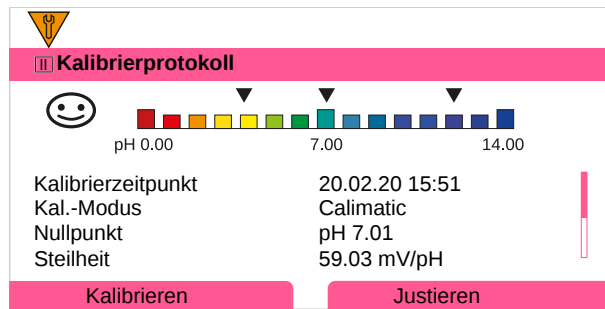 II Kalibrierprotokoll
pH 0.00 7.00 14.00
Kalibrierzeitpunkt 20.02.20 15:51
Kal.-Modus Calimatic
Nullpunkt pH 7.01
Steilheit 59.03 mV/pH
Kalibrieren Justieren